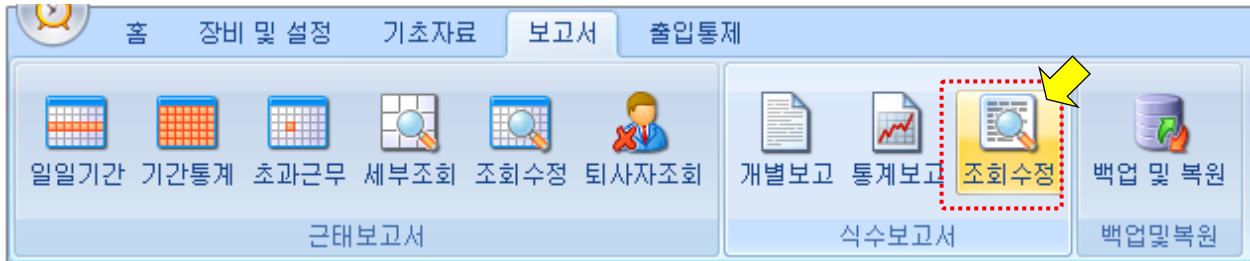 홈 장비 및 설정 기초자료 보고서 출입통제
일일기간 기간통계 초과근무 세부조회 조회수정 퇴사자조회 개별보고 통계보고 조회수정 백업 및 복원
근태보고서 식수보고서 백업및복원